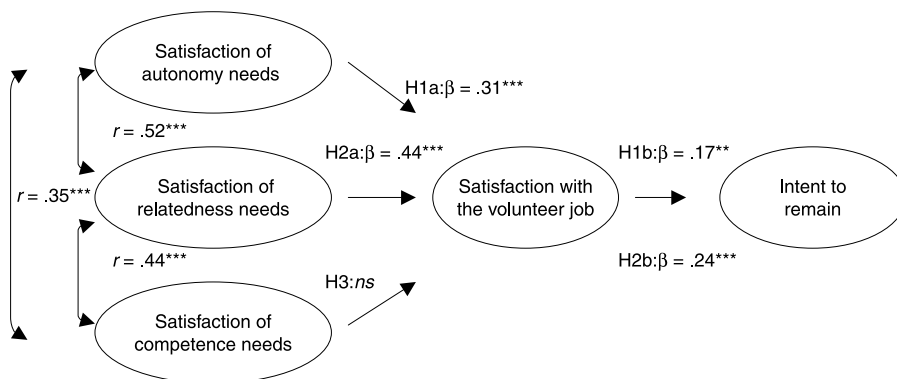 Satisfaction of
autonomy needs
H1a:β = .31***
r = .52***
H2a:β = .44***
H1b:β = .17**
r = .35***
Satisfaction of
relatedness needs
Satisfaction with
the volunteer job
Intent to
remain
r = .44***
H2b:β = .24***
H3:ns
Satisfaction of
competence needs